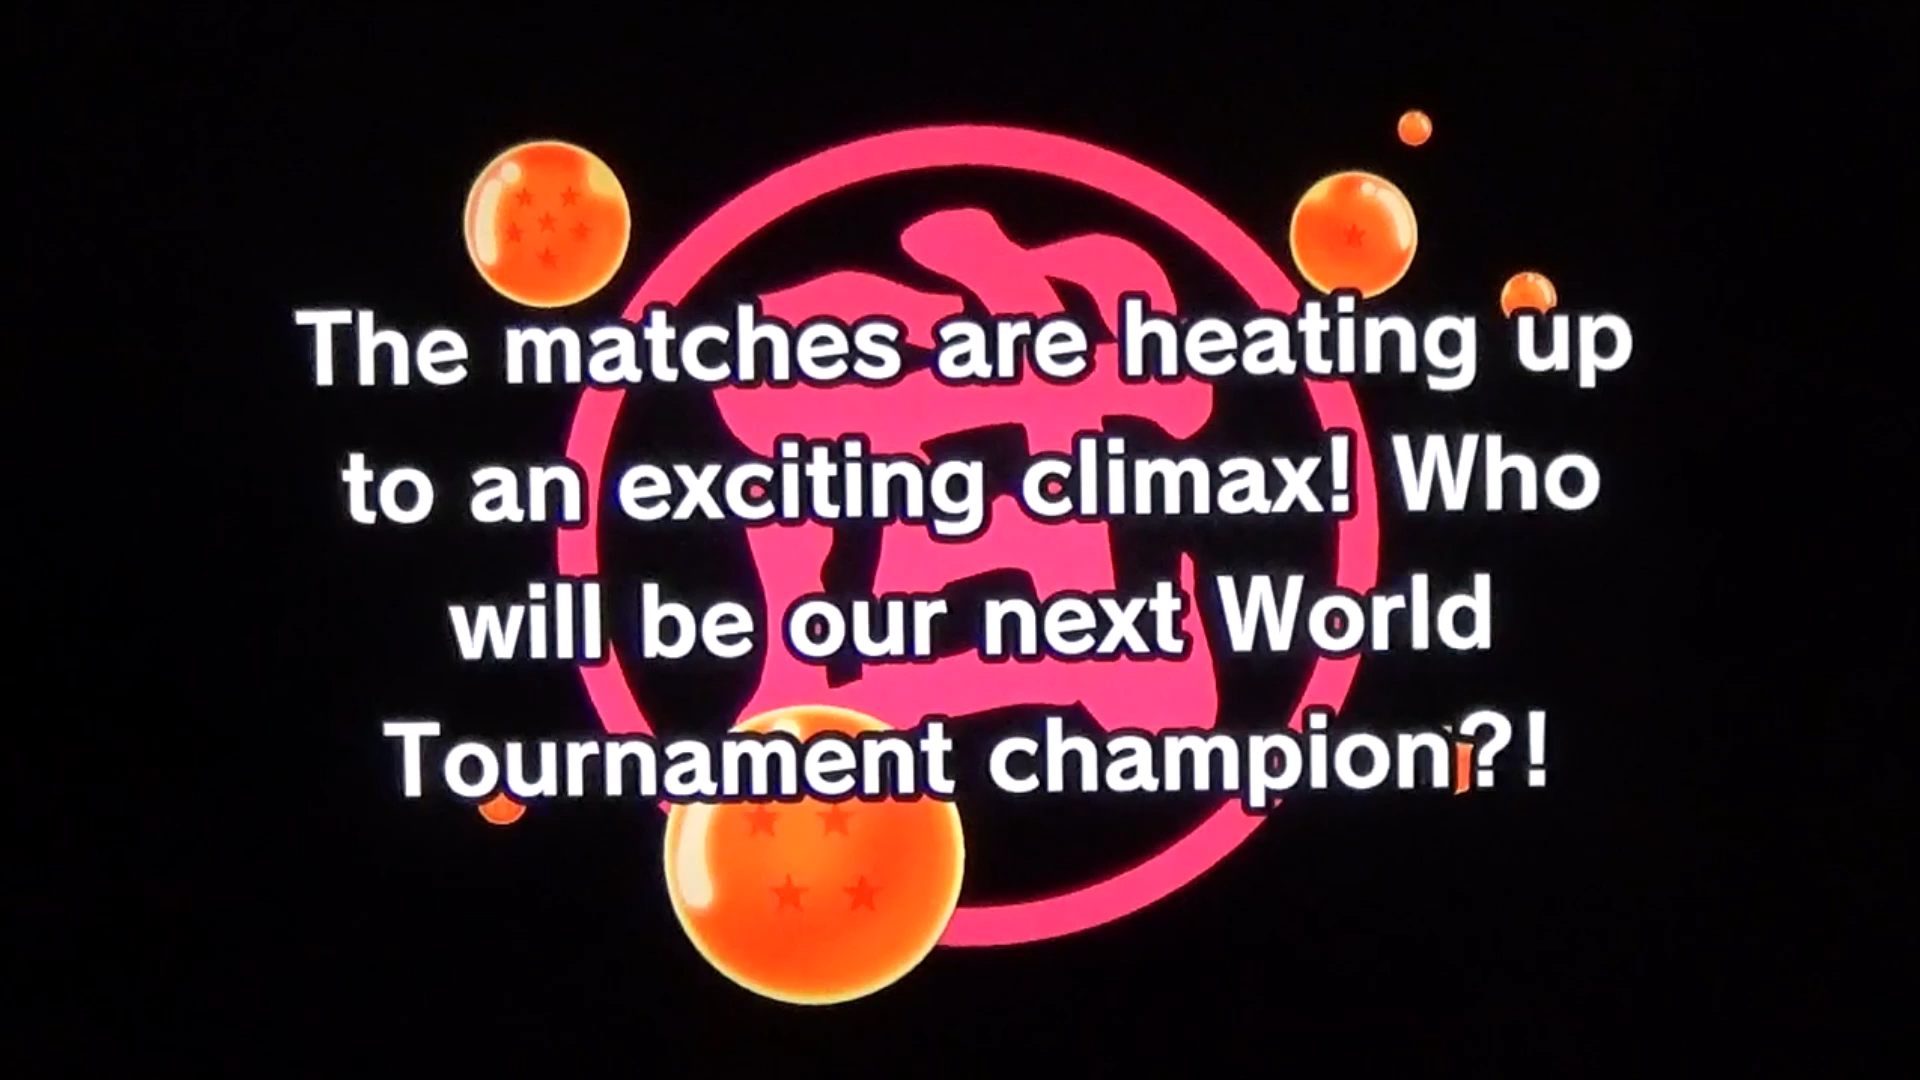 The matches are heating up
to an exciting climax! Who
will be our next World
Tournament champion?!